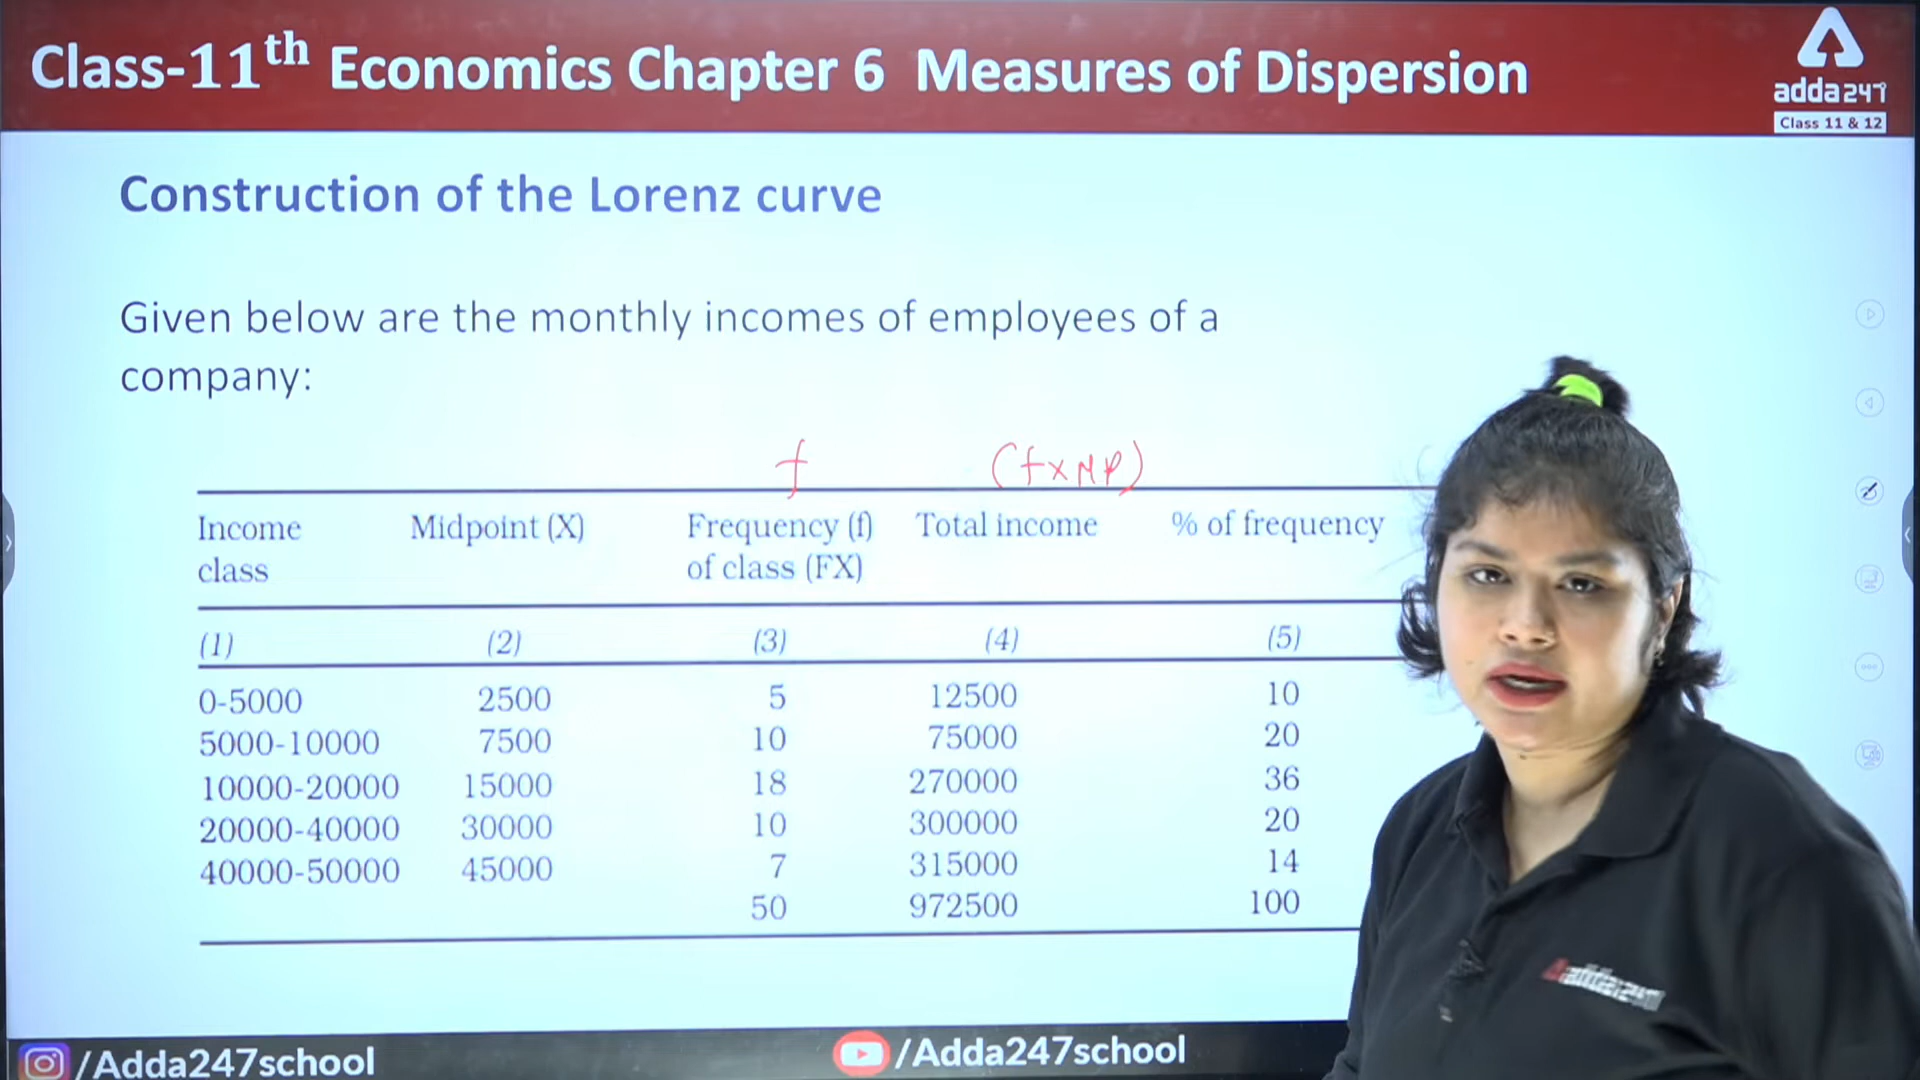 Class-11th Economics Chapter 6 Measures of Dispersion
adda247
Class 11 & 12
Construction of the Lorenz curve
Given below are the monthly incomes of employees of a
company:
f (f×MP)
Income Midpoint (X) Frequency (f) Total income % of frequency
class of class (FX)
(1) (2) (3) (4) (5)
0-5000 2500 5 12500 10
5000-10000 7500 10 75000 20
10000-20000 15000 18 270000 36
20000-40000 30000 10 300000 20
40000-50000 45000 7 315000 14
50 972500 100
adda247
/Adda247school /Adda247school